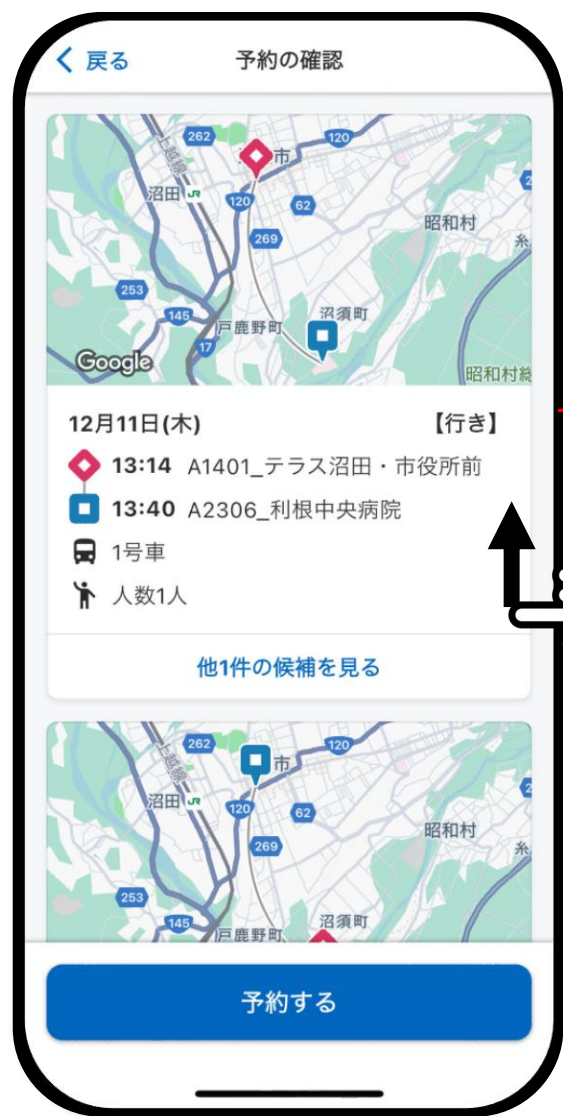 戻る
予約の確認
262
120
市
沼田 JR
120
62
昭和村
269
253
145
沼須町
戸鹿野町
17
Google
昭和村総
12月11日(木)
【行き】
13:14 A1401_テラス沼田・市役所前
13:40 A2306_利根中央病院
1号車
人数1人
他1件の候補を見る
262
120
市
沼田 JR
120
62
昭和村
269
253
145
沼須町
戸鹿野町
予約する